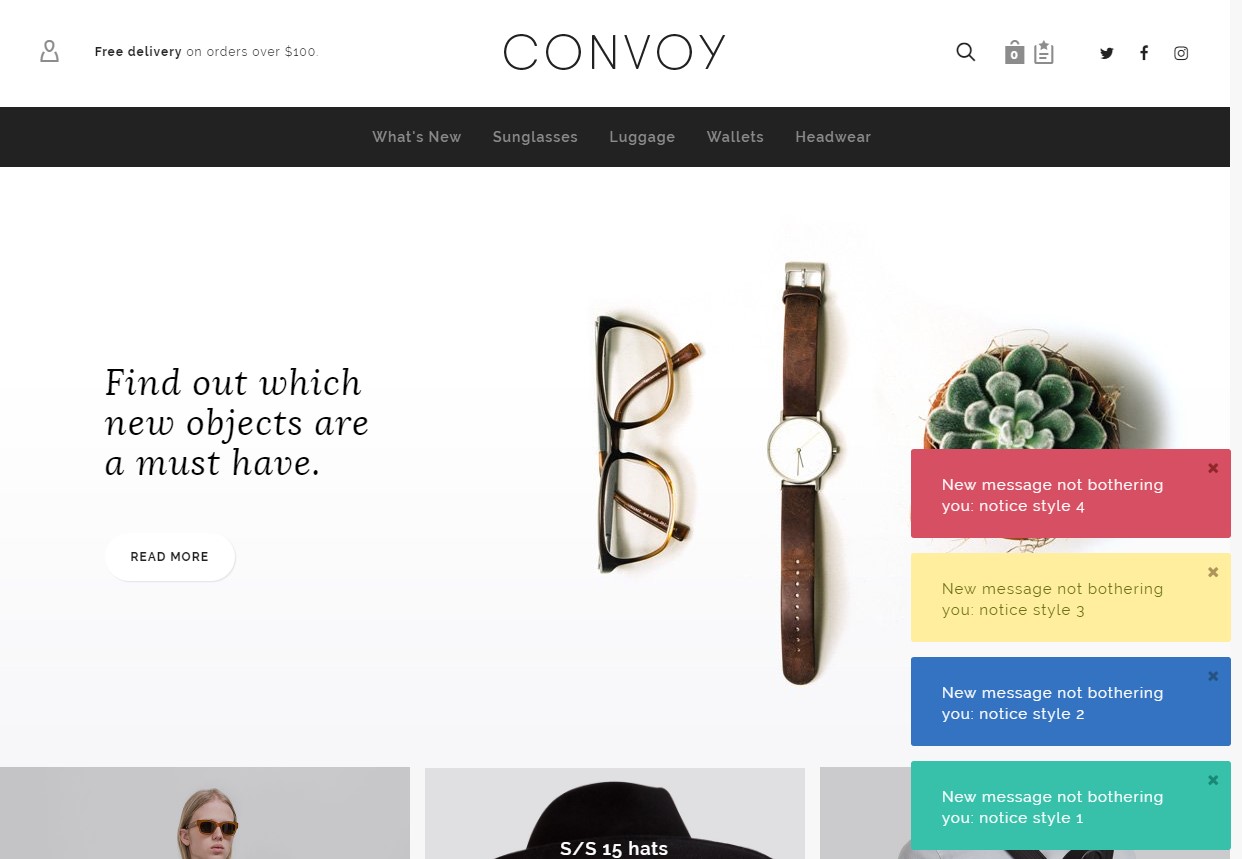 Free delivery on orders over $100.
CONVOY
0
What's New Sunglasses Luggage Wallets Headwear
Find out which
new objects are
a must have.
READ MORE
New message not bothering
you: notice style 4
New message not bothering
you: notice style 3
New message not bothering
you: notice style 2
New message not bothering
you: notice style 1
S/S 15 hats